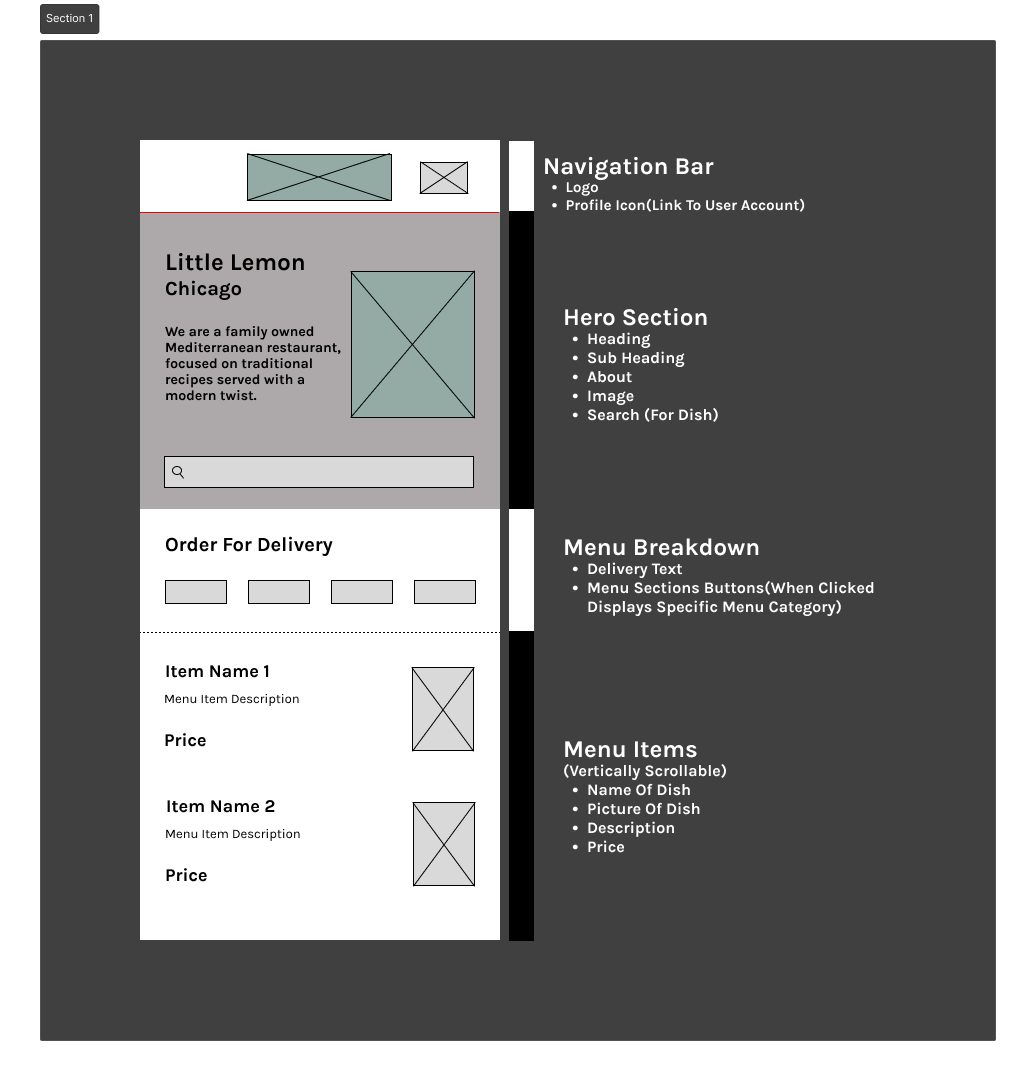 Section 1
Navigation Bar
• Logo
• Profile Icon(Link To User Account)
Little Lemon
Chicago
We are a family owned
Mediterranean restaurant,
focused on traditional
recipes served with a
modern twist.
Hero Section
• Heading
• Sub Heading
• About
• Image
• Search (For Dish)
Order For Delivery
Menu Breakdown
• Delivery Text
• Menu Sections Buttons(When Clicked
Displays Specific Menu Category)
Item Name 1
Menu Item Description
Price
Item Name 2
Menu Item Description
Price
Menu Items
(Vertically Scrollable)
• Name Of Dish
• Picture Of Dish
• Description
• Price